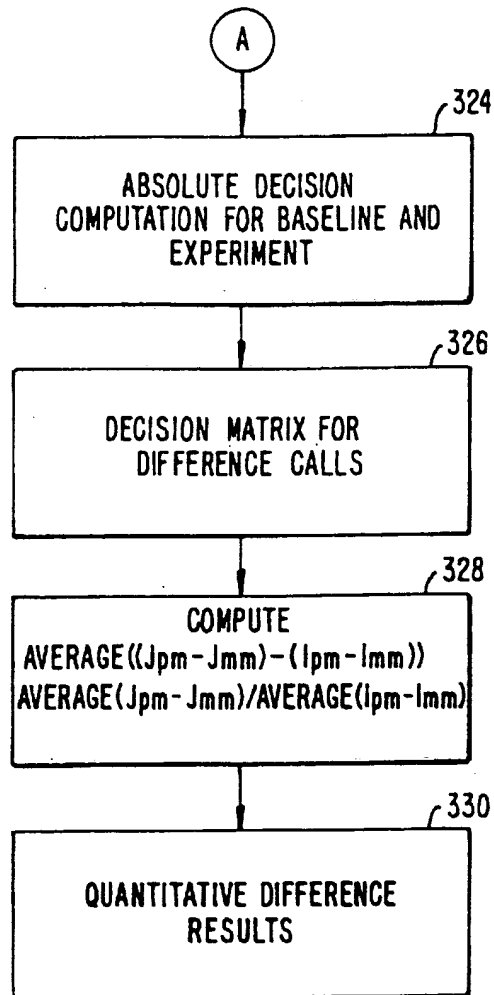 A
324
ABSOLUTE DECISION
COMPUTATION FOR BASELINE AND
EXPERIMENT
326
DECISION MATRIX FOR
DIFFERENCE CALLS
328
COMPUTE
AVERAGE((Jpm-Jmm)-(Ipm-Imm))
AVERAGE(Jpm-Jmm)/AVERAGE(Ipm-Imm)
330
QUANTITATIVE DIFFERENCE
RESULTS